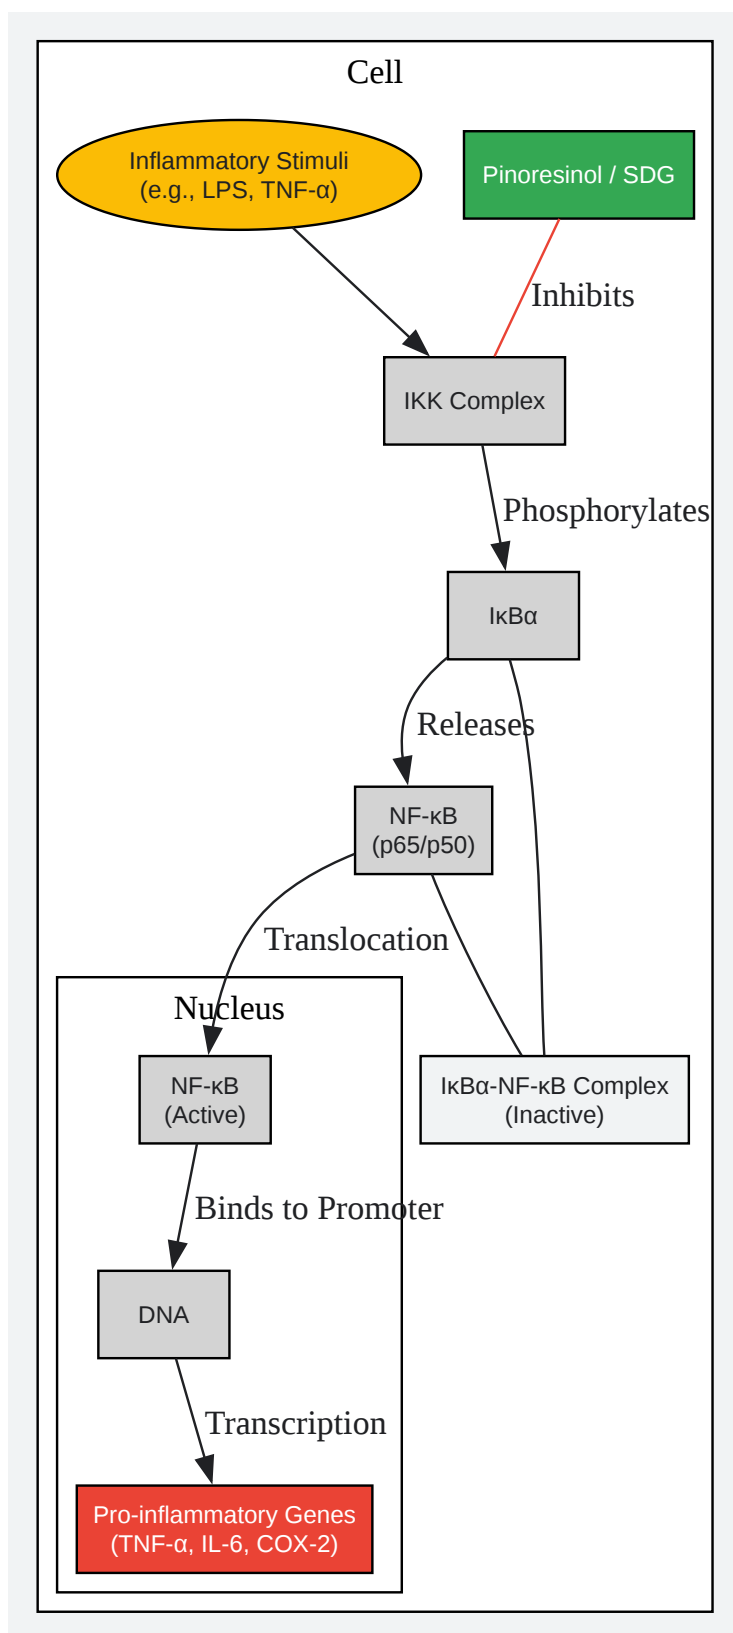 Cell
Inflammatory Stimuli
(e.g., LPS, TNF-α)
Pinoresinol / SDG
Inhibits
IKK Complex
Phosphorylates
IκBα
Releases
NF-κB
(p65/p50)
Translocation
Nucleus
NF-κB
(Active)
IκBα-NF-κB Complex
(Inactive)
Binds to Promoter
DNA
Transcription
Pro-inflammatory Genes
(TNF-α, IL-6, COX-2)